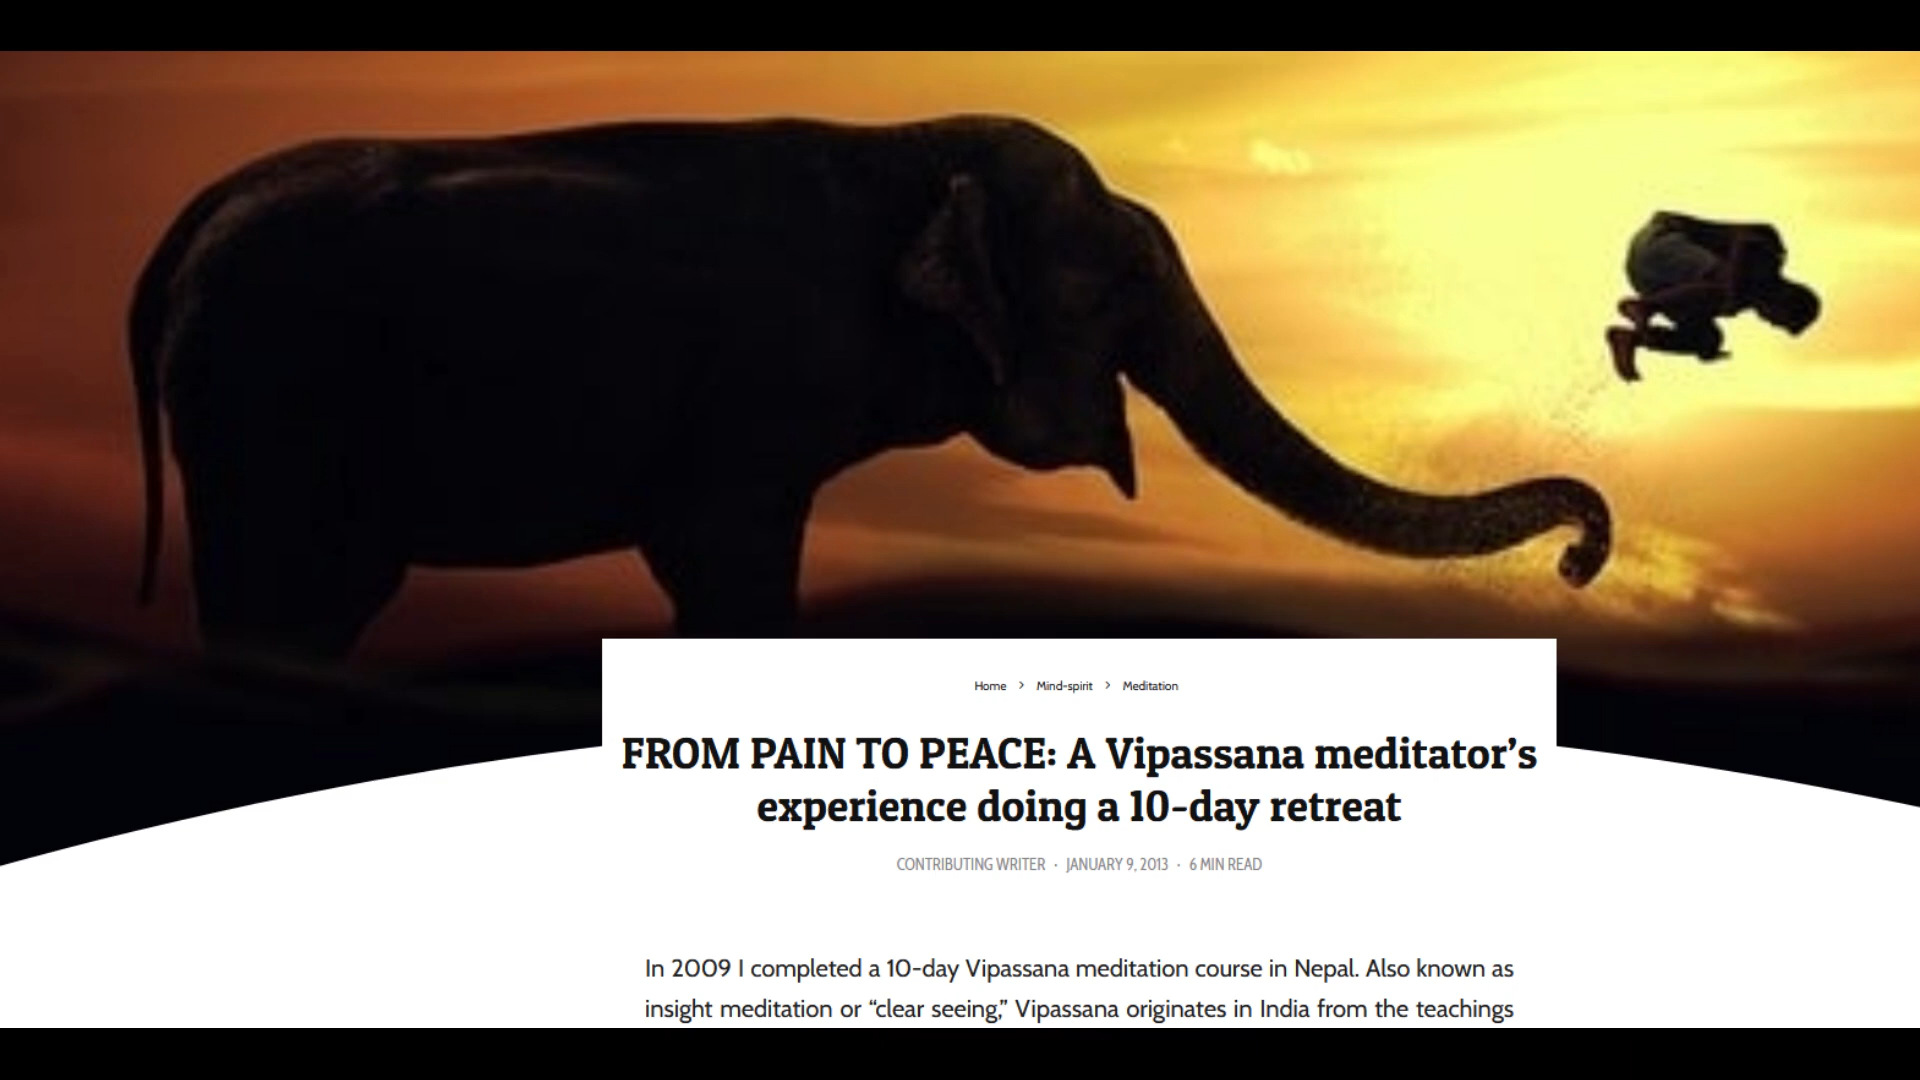 Home > Mind-spirit > Meditation
FROM PAIN TO PEACE: A Vipassana meditator’s
experience doing a 10-day retreat
CONTRIBUTING WRITER · JANUARY 9, 2013 · 6 MIN READ
In 2009 I completed a 10-day Vipassana meditation course in Nepal. Also known as
insight meditation or “clear seeing,” Vipassana originates in India from the teachings